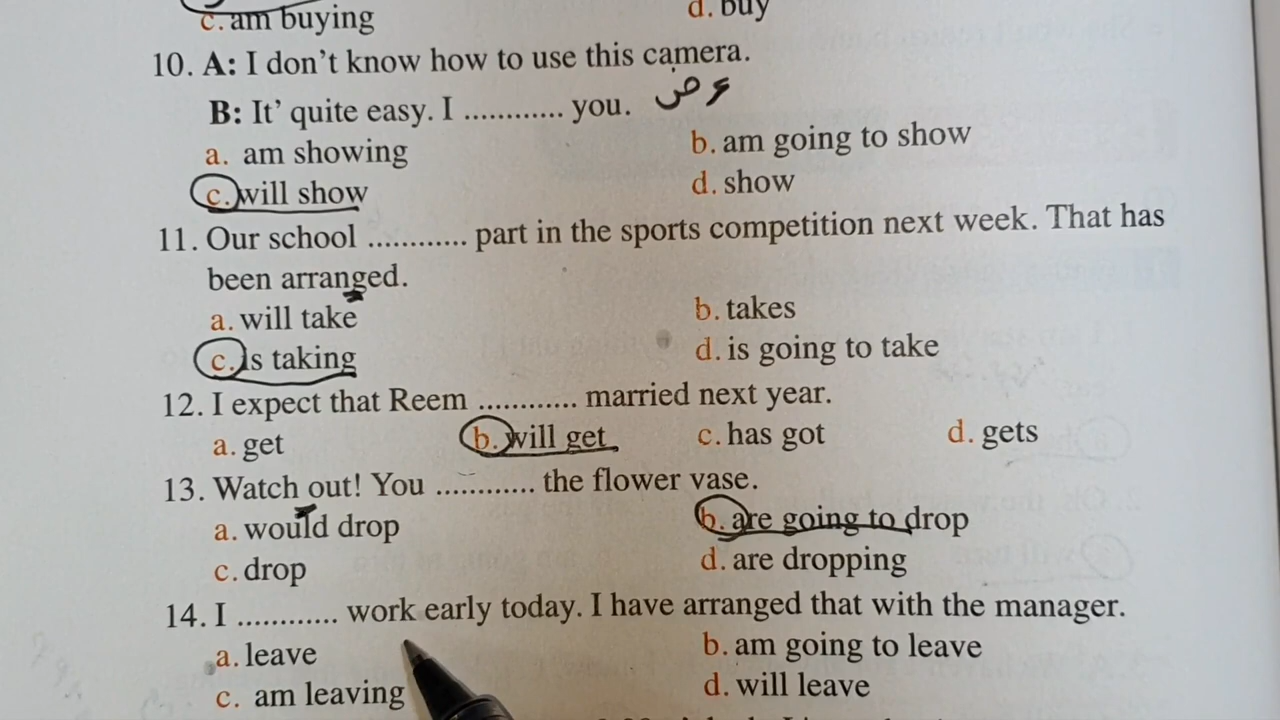 c. am buying
d. buy
10. A: I don't know how to use this camera.
B: It' quite easy. I ............ you. عرض
a. am showing
b. am going to show
c. will show
d. show
11. Our school ............ part in the sports competition next week. That has
been arranged.
a. will take
b. takes
c. is taking
d. is going to take
12. I expect that Reem ............ married next year.
a. get b. will get c. has got d. gets
13. Watch out! You ............ the flower vase.
a. would drop
b. are going to drop
c. drop
d. are dropping
14. I ............ work early today. I have arranged that with the manager.
a. leave
b. am going to leave
c. am leaving
d. will leave